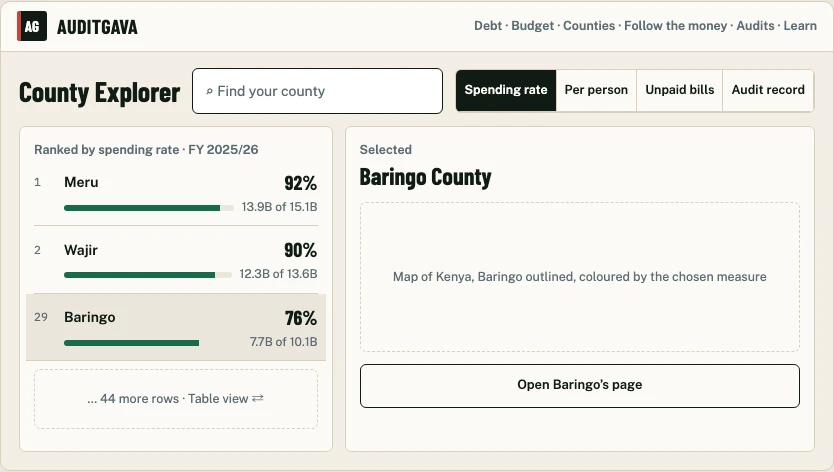 AG AUDITGAVA
Debt · Budget · Counties · Follow the money · Audits · Learn
County Explorer
⌕ Find your county
Spending rate
Per person
Unpaid bills
Audit record
Ranked by spending rate · FY 2025/26
1 Meru 92%
13.9B of 15.1B
2 Wajir 90%
12.3B of 13.6B
29 Baringo 76%
7.7B of 10.1B
... 44 more rows · Table view ⇄
Selected
Baringo County
Map of Kenya, Baringo outlined, coloured by the chosen measure
Open Baringo's page